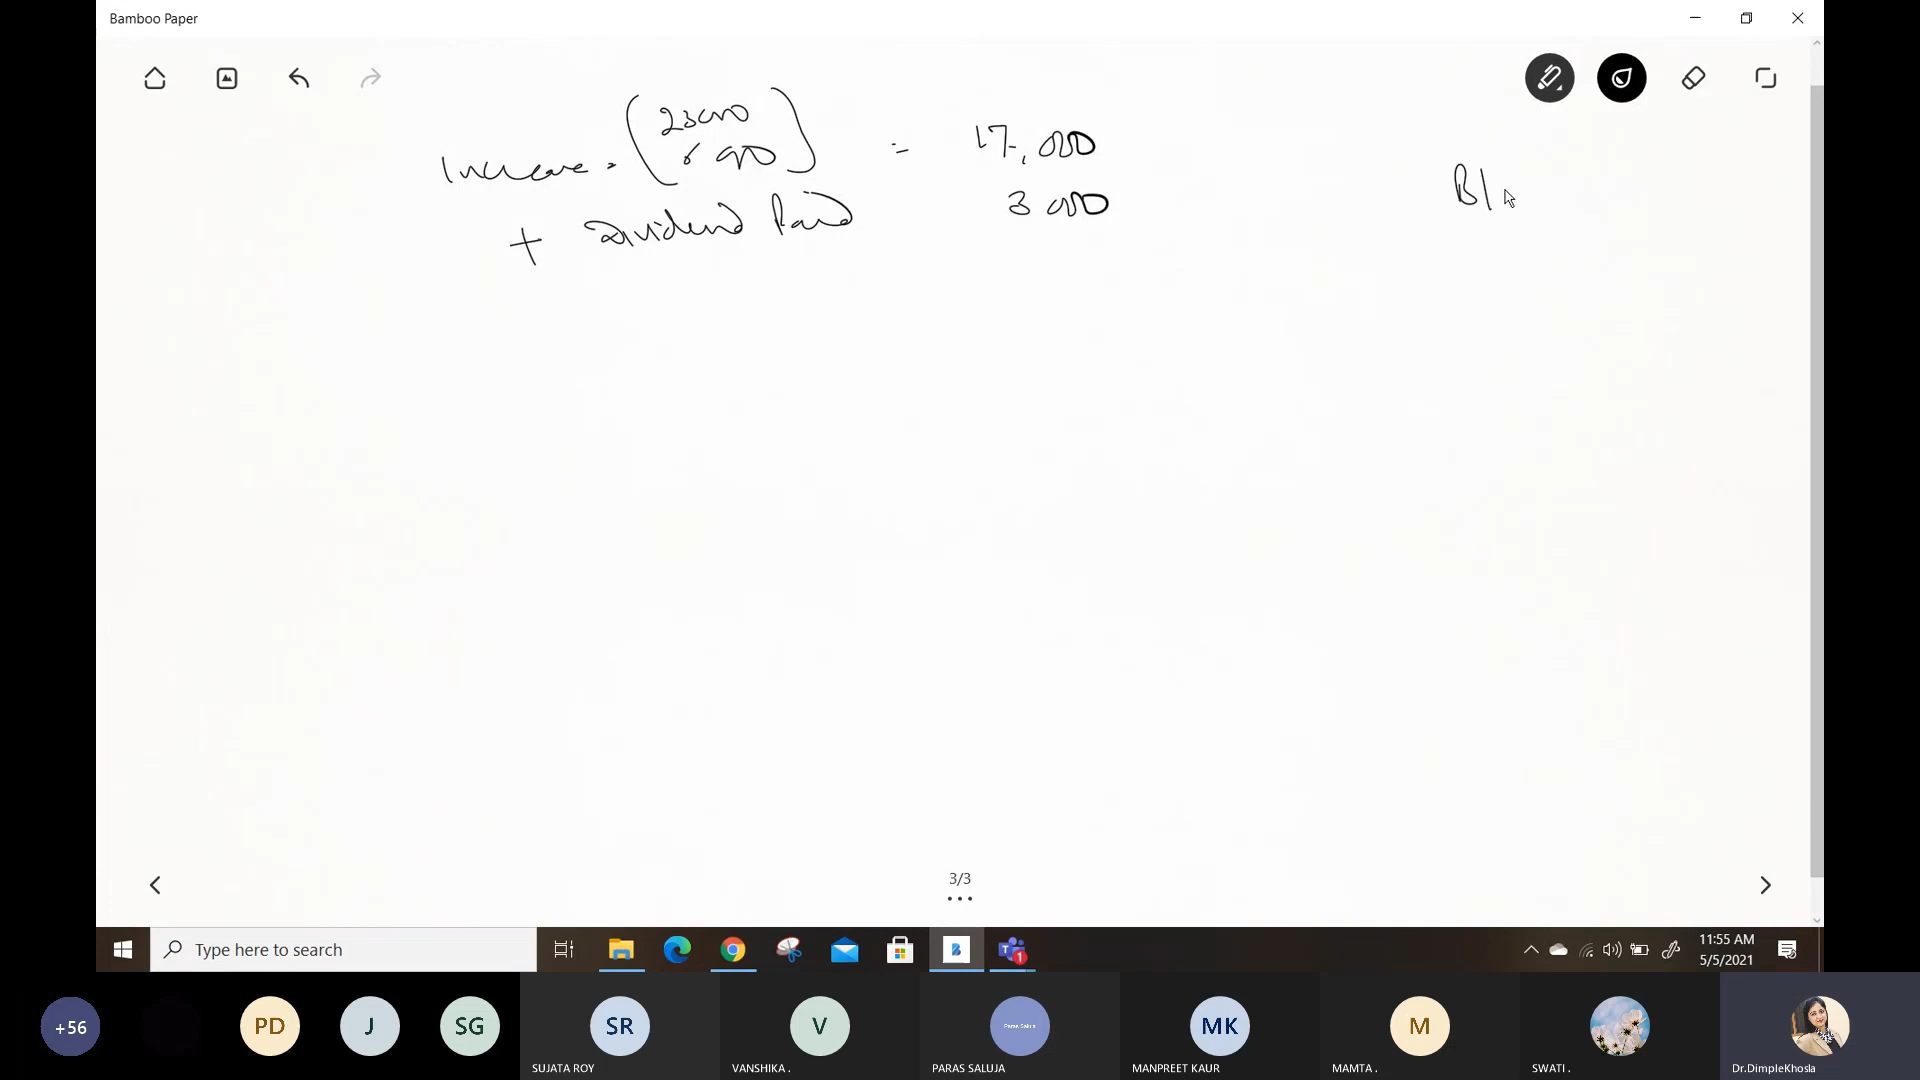 Bamboo Paper
23000
Increase = 6000 = 17,000
+ Dividend Paid 3000
B/
3/3
Type here to search
11:55 AM
5/5/2021
+56
PD
J
SG
SR
V
Paras Saluja
MK
M
SUJATA ROY
VANSHIKA .
PARAS SALUJA
MANPREET KAUR
MAMTA .
SWATI .
Dr.DimpleKhosla